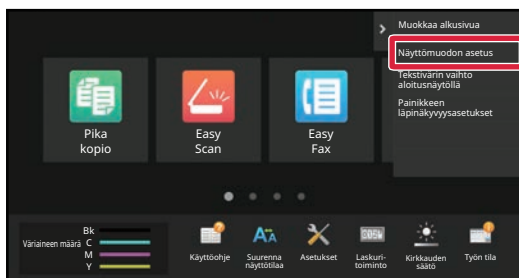 Muokkaa alkusivua
Näyttömuodon asetus
Tekstivärin vaihto
aloitusnäytöllä
Painikkeen
läpinäkyvyysasetukset
Pika
kopio
Easy
Scan
Easy
Fax
Väriaineen määrä
Bk
C
M
Y
Käyttöohje
Suurenna
näyttötilaa
Asetukset
Laskuri-
toiminto
Kirkkauden
säätö
Työn tila